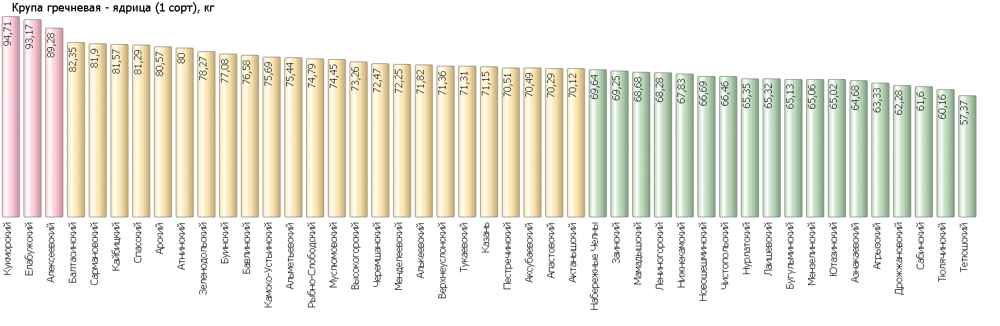 Крупа гречневая - ядрица (1 сорт), кг
94,71
93,17
89,28
82,35
81,9
81,57
81,29
80,57
80
78,27
77,08
76,58
75,69
75,44
74,79
74,45
73,26
72,47
72,25
71,82
71,36
71,31
71,15
70,51
70,49
70,29
70,12
69,64
69,25
68,68
68,28
67,83
66,69
66,46
65,35
65,32
65,13
65,06
65,02
64,68
63,33
62,28
61,6
60,16
57,37
Кукморский
Елабужский
Алексеевский
Балтасинский
Сармановский
Кайбицкий
Спасский
Арский
Атнинский
Зеленодольский
Буинский
Бавлинский
Камско-Устьинский
Альметьевский
Рыбно-Слободский
Муслюмовский
Высокогорский
Черемшанский
Менделеевский
Алькеевский
Верхнеуслонский
Тукаевский
Казань
Пестречинский
Аксубаевский
Апастовский
Актанышский
Набережные Челны
Заинский
Мамадышский
Лениногорский
Нижнекамский
Новошешминский
Чистопольский
Нурлатский
Лаишевский
Бугульминский
Мензелинский
Ютазинский
Азнакаевский
Агрызский
Дрожжановский
Сабинский
Тюлячинский
Тетюшский